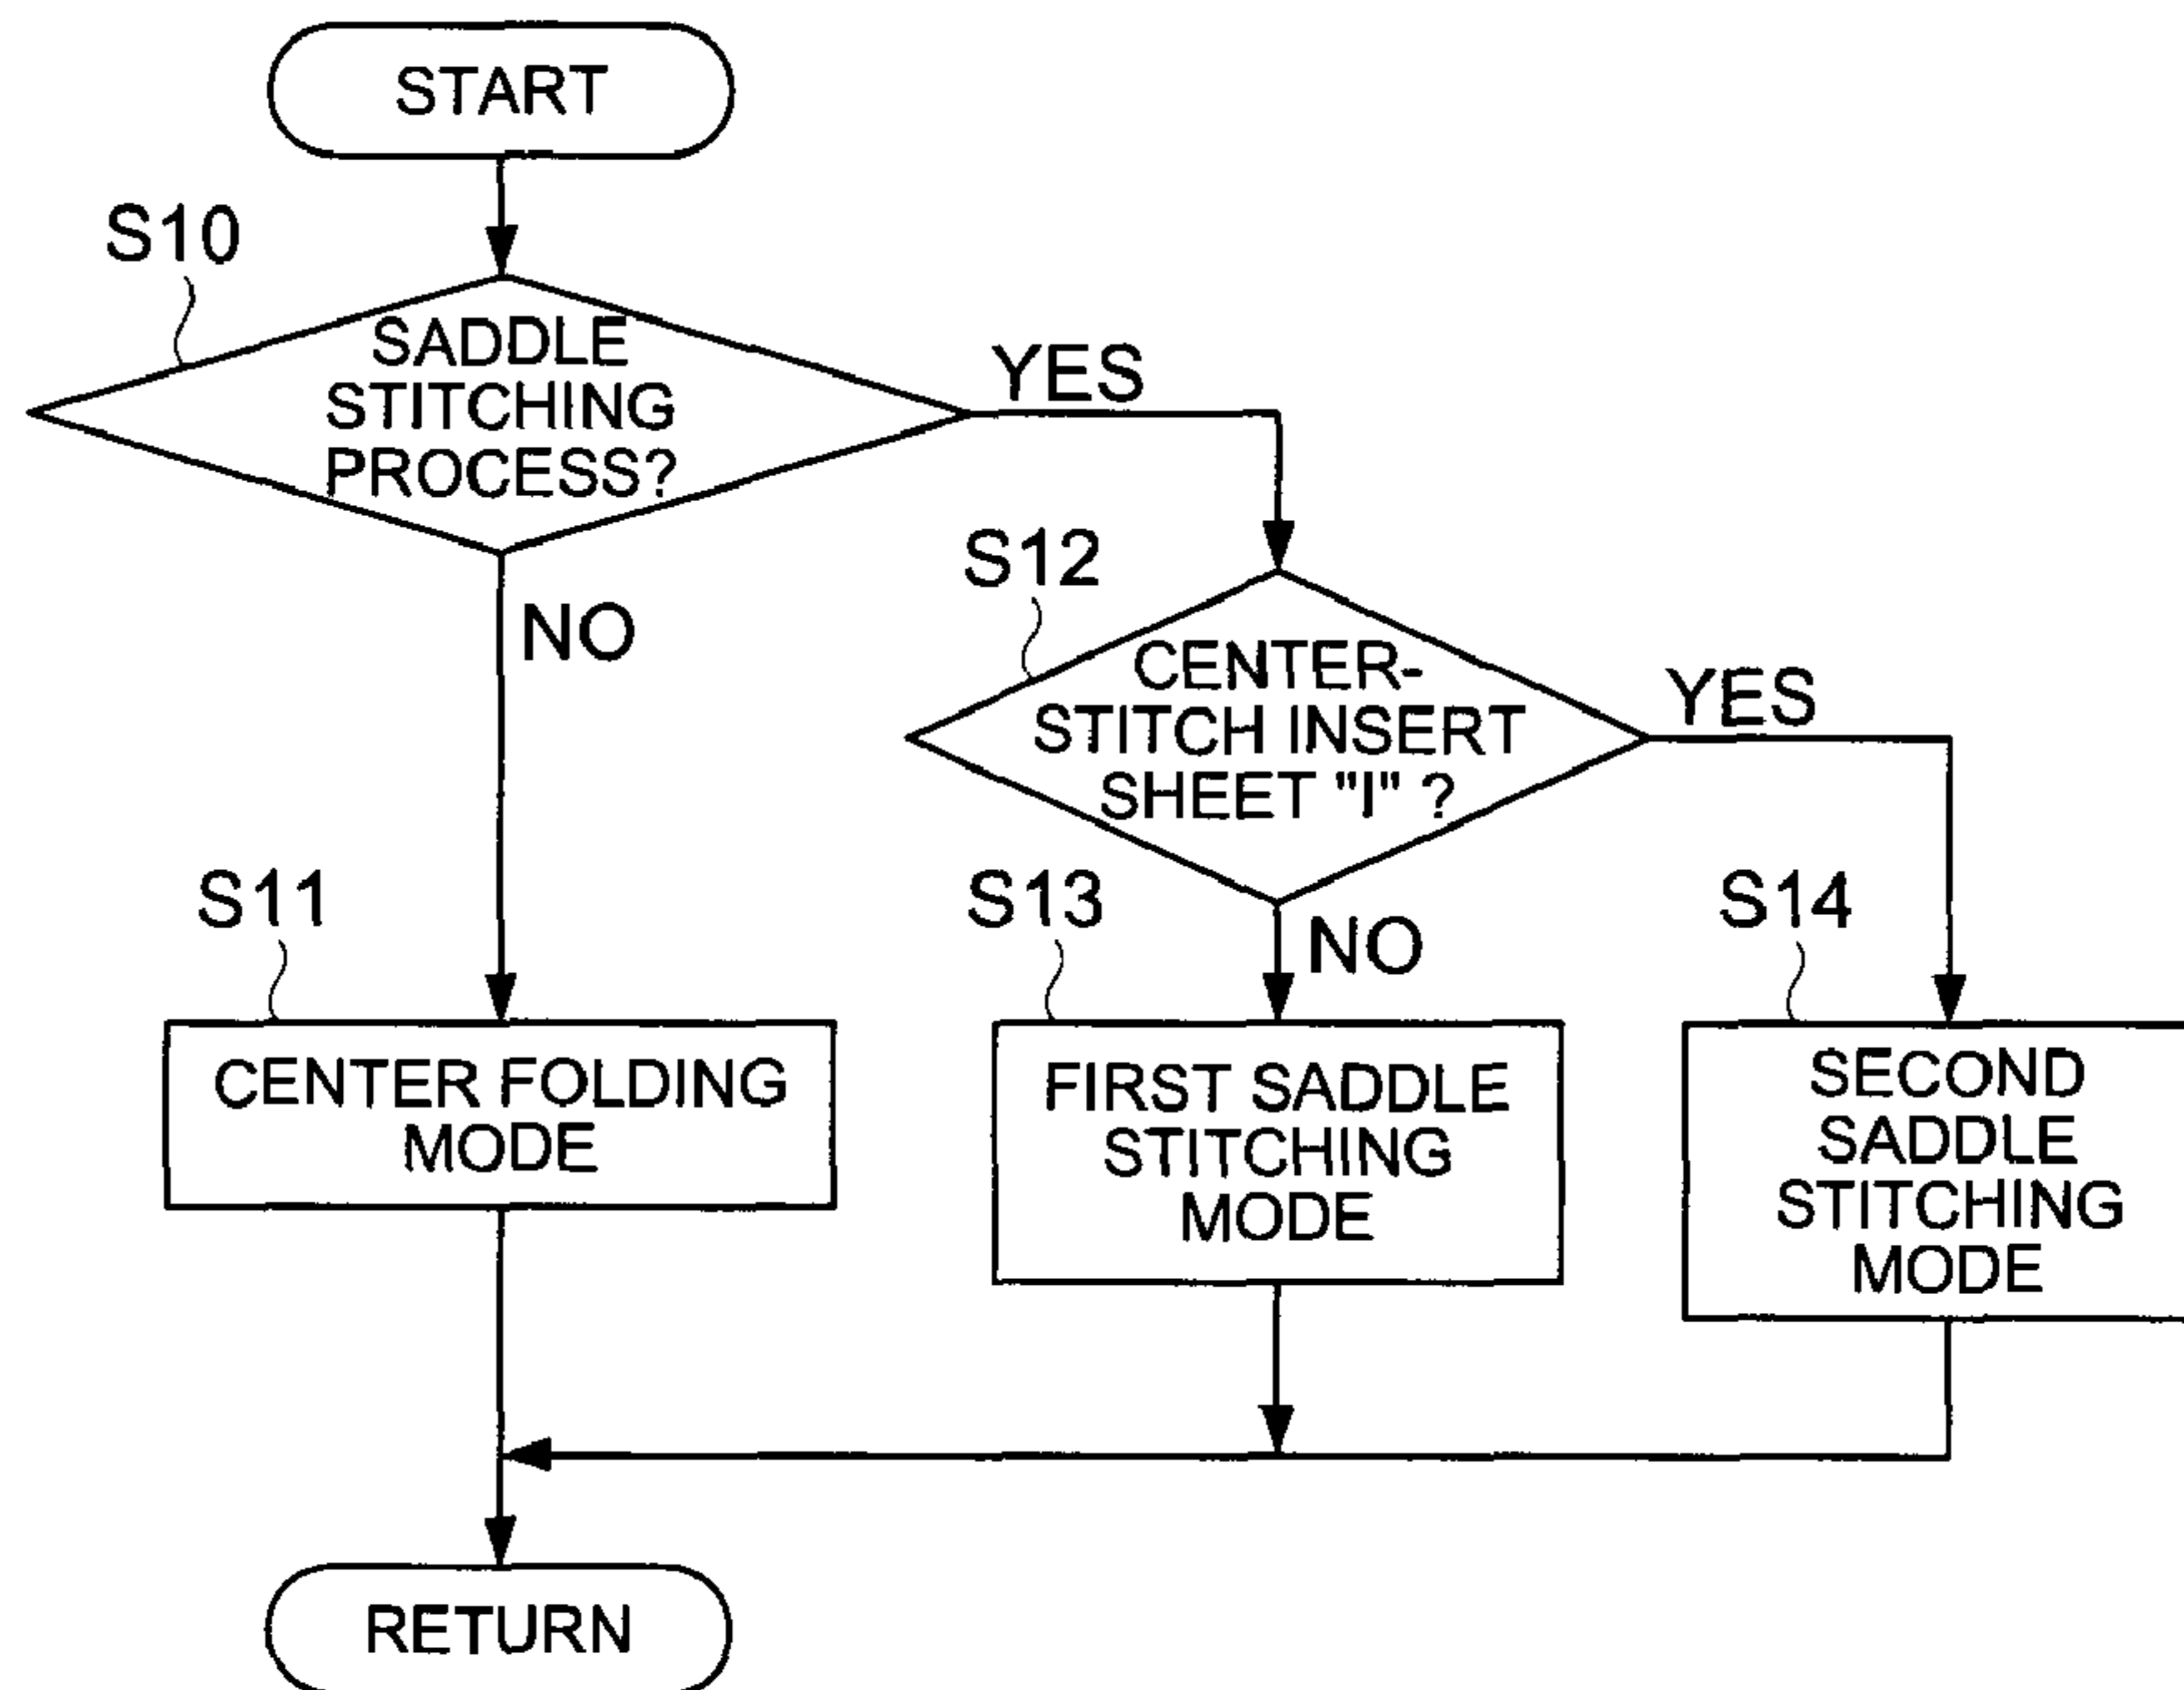 START
S10
SADDLE
STITCHING
PROCESS?
YES
NO
S12
CENTER-
STITCH INSERT
SHEET "I" ?
YES
NO
S11
CENTER FOLDING
MODE
S13
FIRST SADDLE
STITCHING
MODE
S14
SECOND
SADDLE
STITCHING
MODE
RETURN